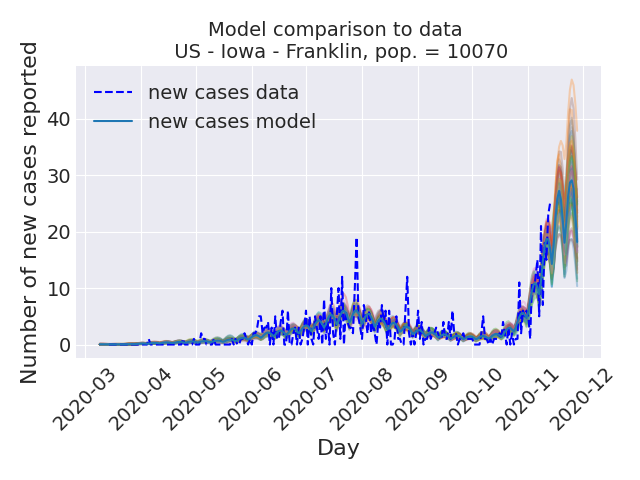 Model comparison to data
US - Iowa - Franklin, pop. = 10070
Number of new cases reported
new cases data
new cases model
40
30
20
10
0
2020-03
2020-04
2020-05
2020-06
2020-07
2020-08
2020-09
2020-10
2020-11
2020-12
Day